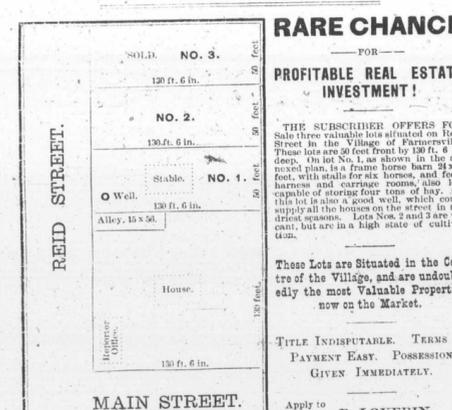 SOLD. NO. 3.
50 feet
130 ft. 6 in.
NO. 2.
50 feet.
130 ft. 6 in.
Stable. NO. 1.
50 feet
O Well.
130 ft. 6 in.
Alley. 15 x 56.
REID STREET.
House.
130 feet.
Reporter
Office.
130 ft. 6 in.
MAIN STREET.
RARE CHANC
—FOR—
PROFITABLE REAL ESTAT
INVESTMENT!
THE SUBSCRIBER OFFERS FO
Sale three valuable lots situated on Re
Street in the Village of Farmersvil
These lots are 50 feet front by 130 ft. 6
deep. On lot No. 1, as shown in the
nexed plan, is a frame horse barn 24 x
feet, with stalls for six horses, and fee
harness and carriage rooms, also
capable of storing four tons of hay.
this lot is also a good well, which cou
supply all the houses on the street in
driest seasons. Lots Nos. 2 and 3 are
cant, but are in a high state of culti
tion.
These Lots are Situated in the Ce
tre of the Village, and are undou
edly the most Valuable Propert
now on the Market.
TITLE INDISPUTABLE. TERMS
PAYMENT EASY. POSSESSION
GIVEN IMMEDIATELY.
Apply to